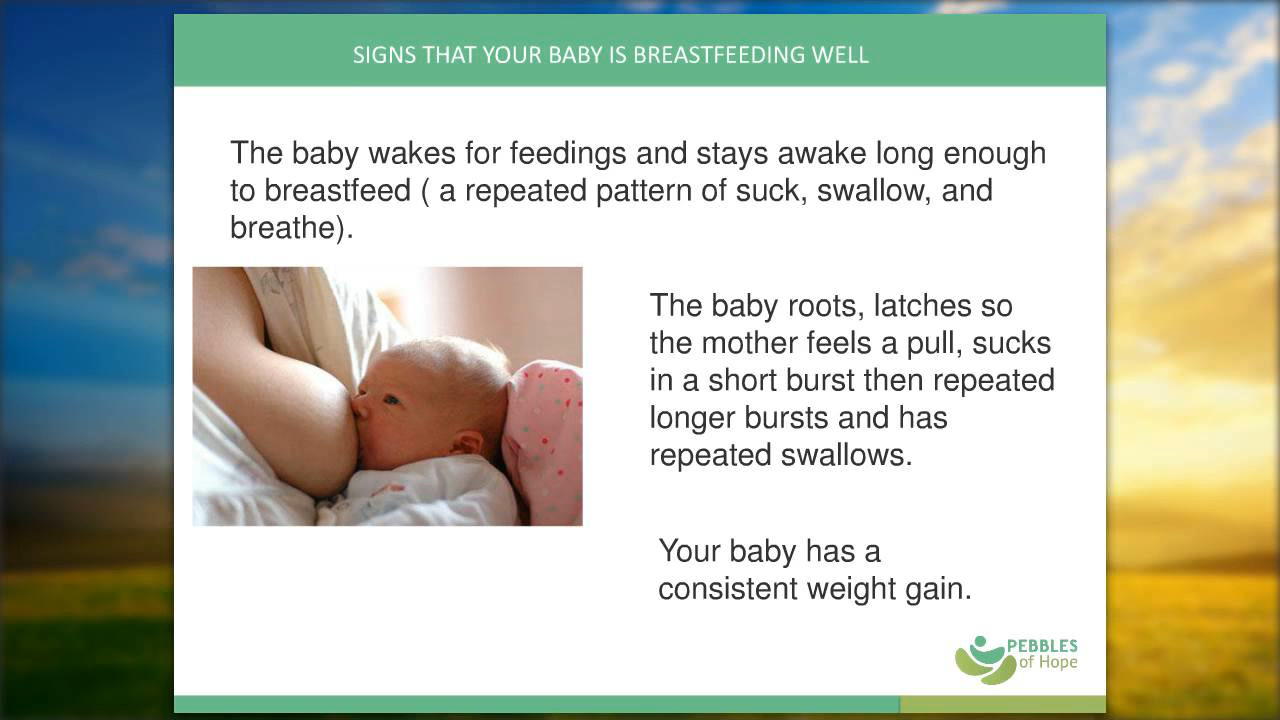 SIGNS THAT YOUR BABY IS BREASTFEEDING WELL
The baby wakes for feedings and stays awake long enough
to breastfeed ( a repeated pattern of suck, swallow, and
breathe).
The baby roots, latches so
the mother feels a pull, sucks
in a short burst then repeated
longer bursts and has
repeated swallows.
Your baby has a
consistent weight gain.
PEBBLES
of Hope